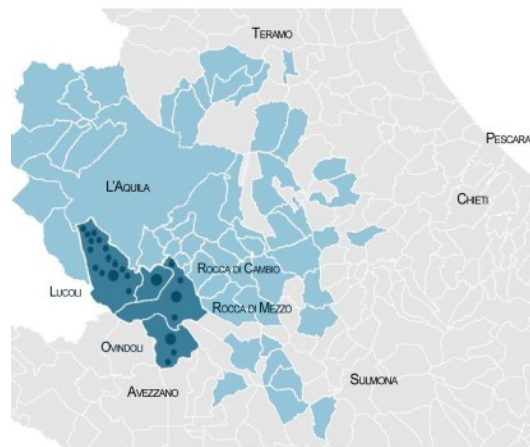 TERAMO
PESCARA
L'AQUILA
CHIETI
ROCCA DI CAMBIO
LUCOLI
ROCCA DI MEZZO
OVINDOLI
AVEZZANO
SULMONA